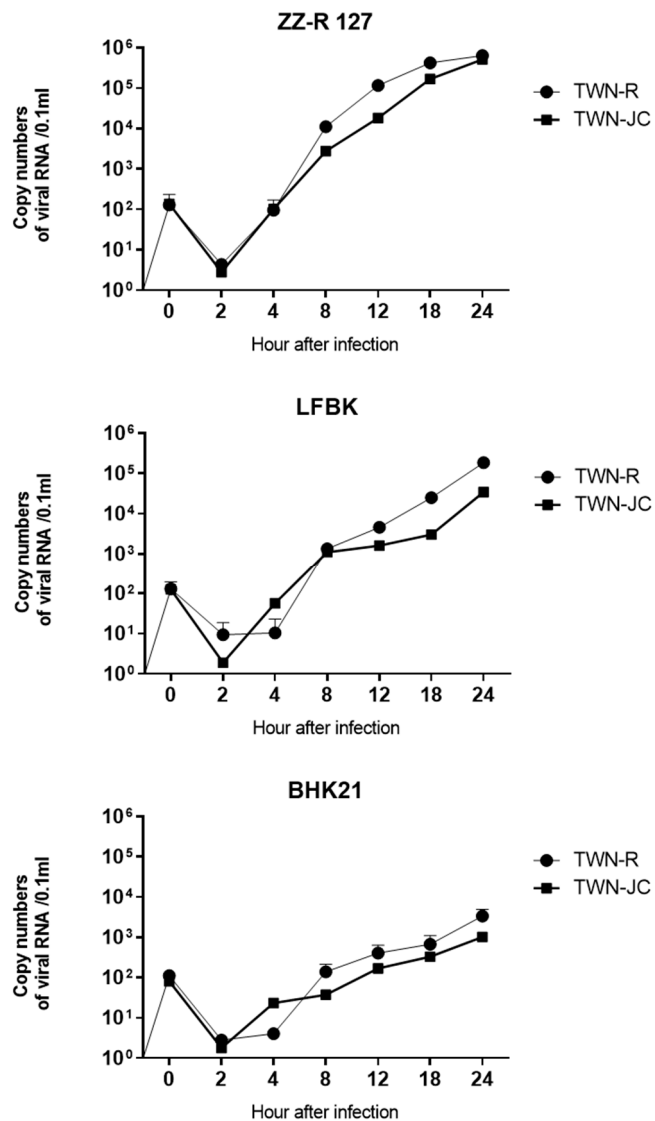 ZZ-R 127
Copy numbers
of viral RNA /0.1ml
10⁶
10⁵
10⁴
10³
10²
10¹
10⁰
0 2 4 8 12 18 24
Hour after infection
TWN-R
TWN-JC
LFBK
Copy numbers
of viral RNA /0.1ml
10⁶
10⁵
10⁴
10³
10²
10¹
10⁰
0 2 4 8 12 18 24
Hour after infection
TWN-R
TWN-JC
BHK21
Copy numbers
of viral RNA /0.1ml
10⁶
10⁵
10⁴
10³
10²
10¹
10⁰
0 2 4 8 12 18 24
Hour after infection
TWN-R
TWN-JC